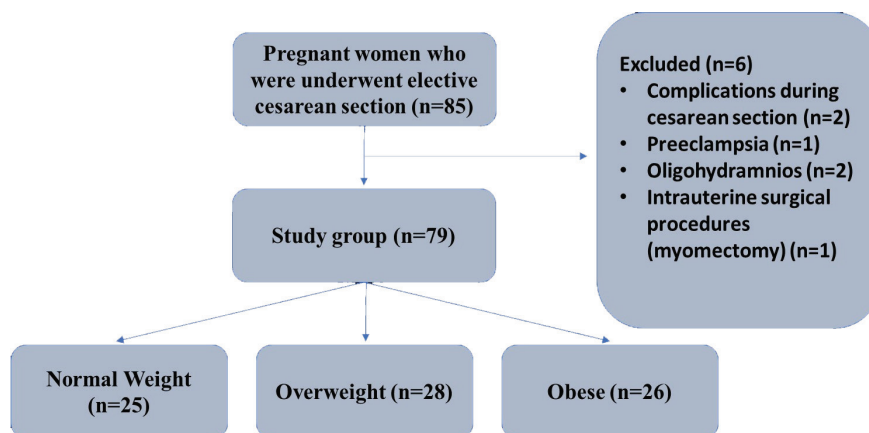 Pregnant women who
were underwent elective
cesarean section (n=85)
Excluded (n=6)
• Complications during
cesarean section (n=2)
• Preeclampsia (n=1)
• Oligohydramnios (n=2)
• Intrauterine surgical
procedures
(myomectomy) (n=1)
Study group (n=79)
Normal Weight
(n=25)
Overweight (n=28)
Obese (n=26)